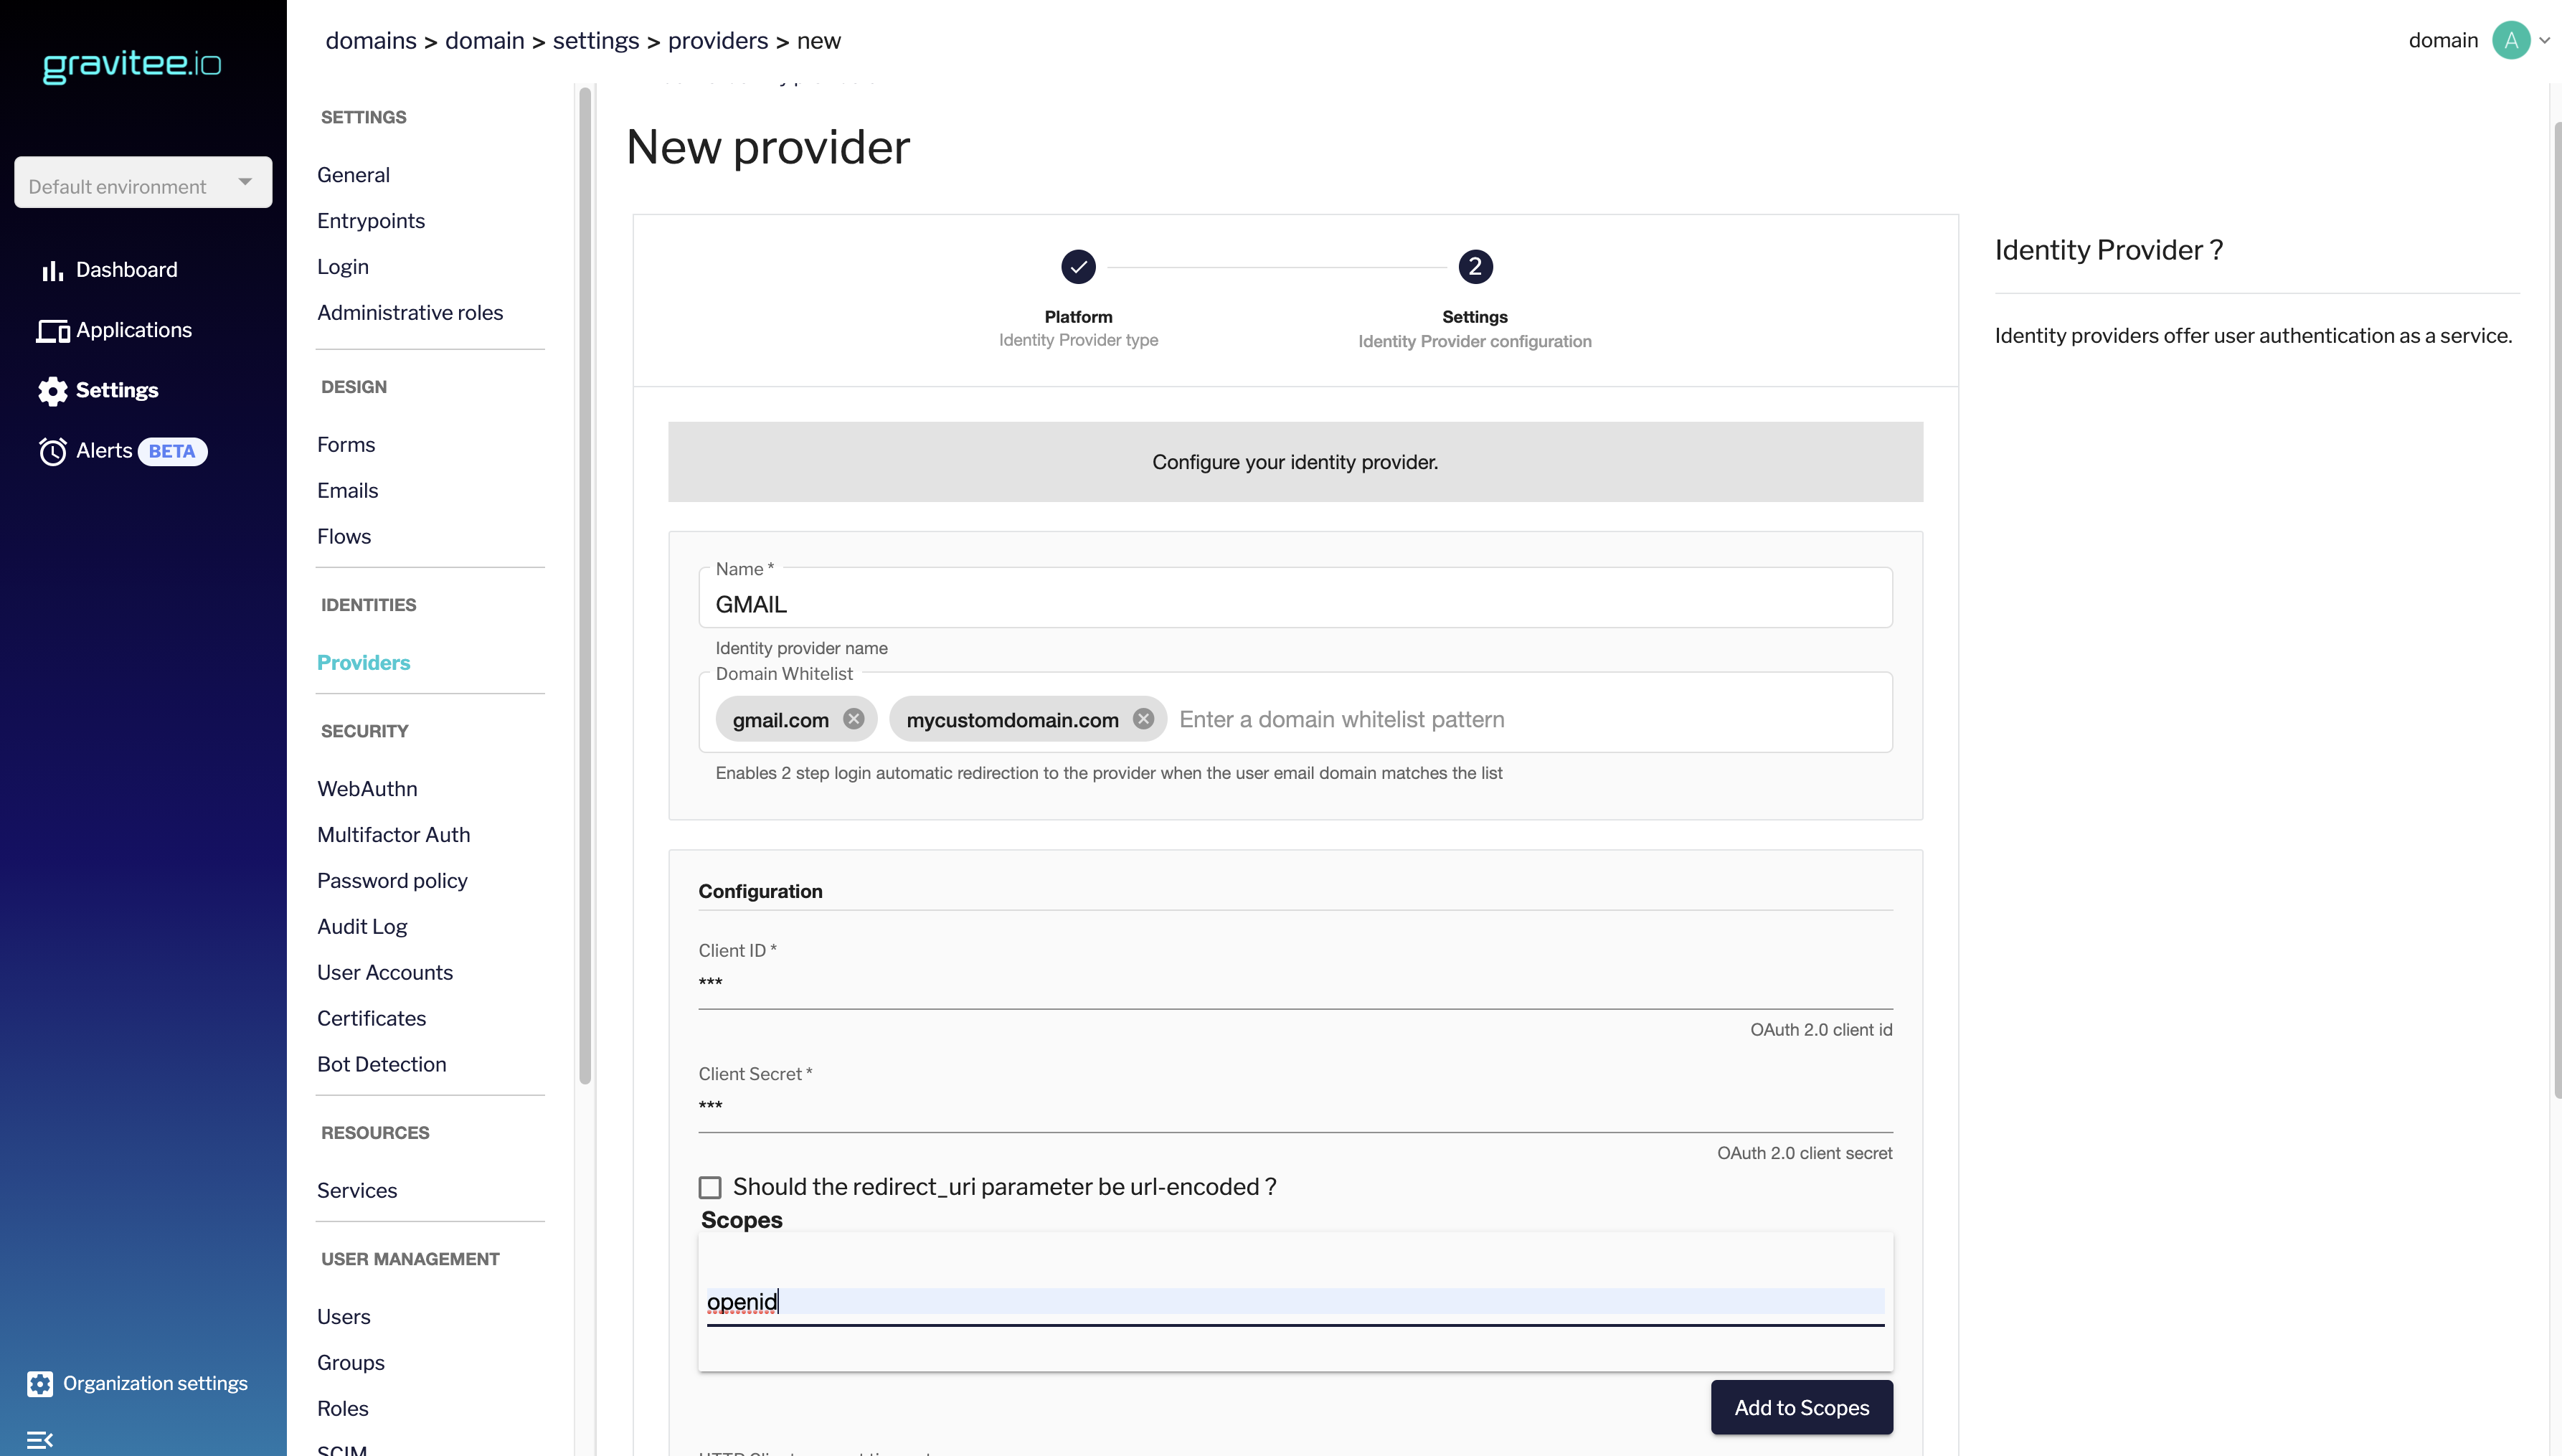 gravitee.io
Default environment
Dashboard
Applications
Settings
Alerts BETA
Organization settings
domains > domain > settings > providers > new
domain A
SETTINGS
General
Entrypoints
Login
Administrative roles
DESIGN
Forms
Emails
Flows
IDENTITIES
Providers
SECURITY
WebAuthn
Multifactor Auth
Password policy
Audit Log
User Accounts
Certificates
Bot Detection
RESOURCES
Services
USER MANAGEMENT
Users
Groups
Roles
SCIM
New provider
2
Platform
Identity Provider type
Settings
Identity Provider configuration
Configure your identity provider.
Name *
GMAIL
Identity provider name
Domain Whitelist
gmail.com mycustomdomain.com Enter a domain whitelist pattern
Enables 2 step login automatic redirection to the provider when the user email domain matches the list
Configuration
Client ID *
***
OAuth 2.0 client id
Client Secret *
***
OAuth 2.0 client secret
Should the redirect_uri parameter be url-encoded ?
Scopes
openid
Add to Scopes
Identity Provider ?
Identity providers offer user authentication as a service.